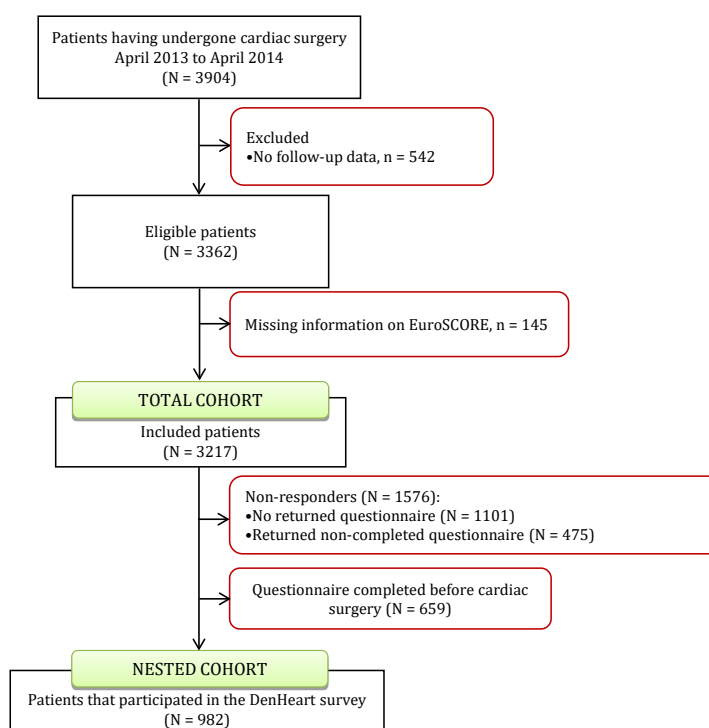 Patients having undergone cardiac surgery
April 2013 to April 2014
(N = 3904)
Excluded
•No follow-up data, n = 542
Eligible patients
(N = 3362)
Missing information on EuroSCORE, n = 145
TOTAL COHORT
Included patients
(N = 3217)
Non-responders (N = 1576):
•No returned questionnaire (N = 1101)
•Returned non-completed questionnaire (N = 475)
Questionnaire completed before cardiac
surgery (N = 659)
NESTED COHORT
Patients that participated in the DenHeart survey
(N = 982)